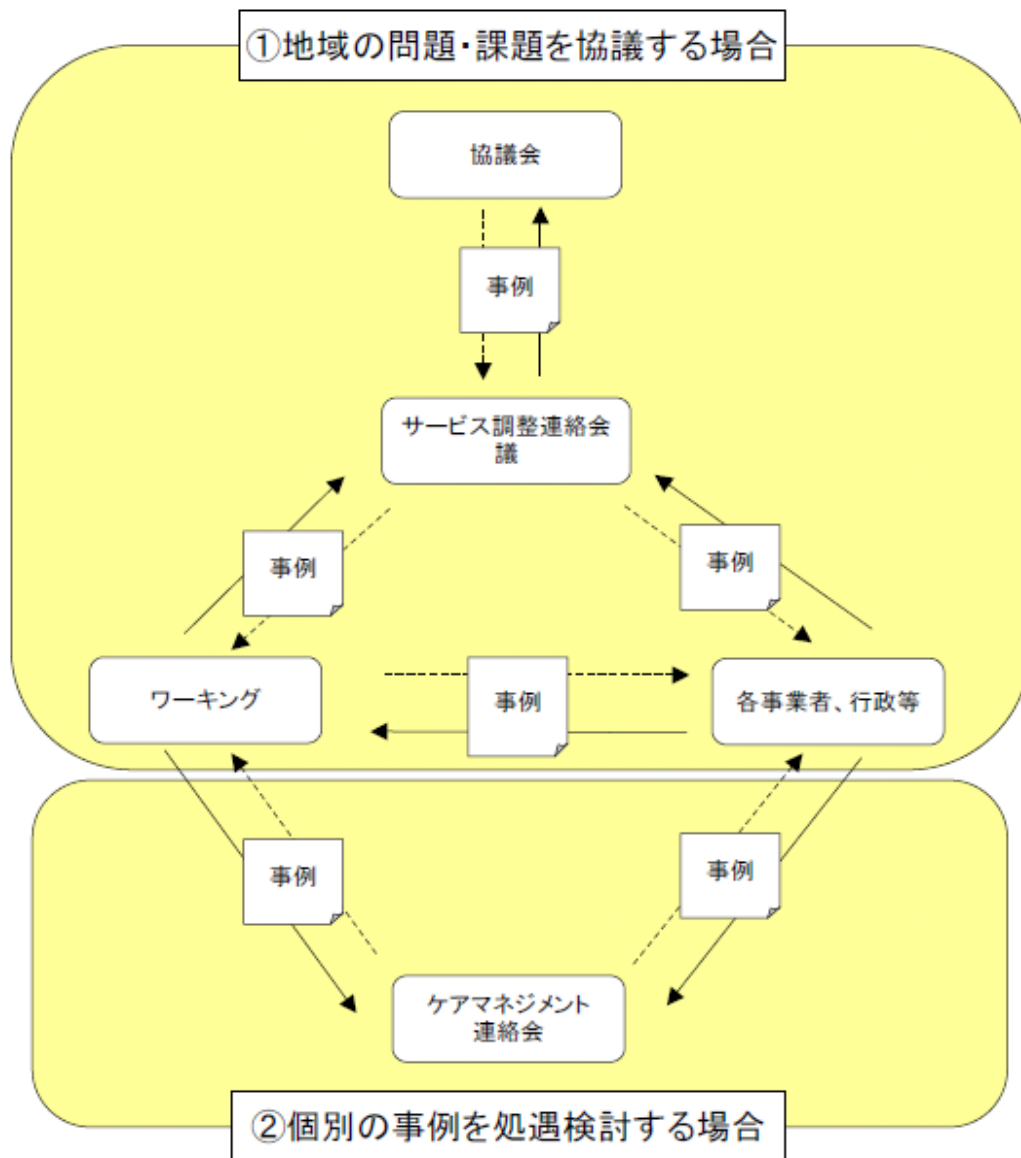 ①地域の問題・課題を協議する場合
協議会
事例
サービス調整連絡会
議
事例
事例
ワーキング
事例
各事業者、行政等
事例
事例
ケアマネジメント
連絡会
②個別の事例を処遇検討する場合